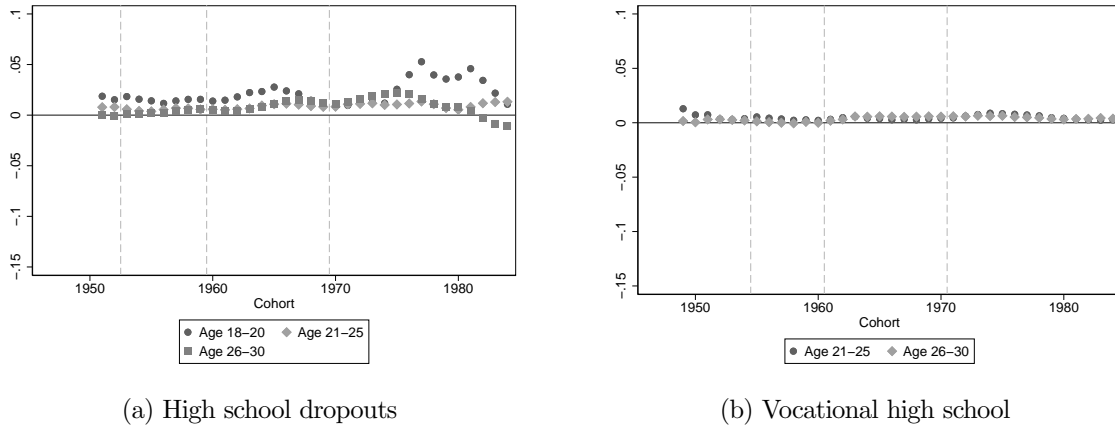 .1
.05
0
-.05
-.1
-.15
1950 1960 1970 1980
Cohort
Age 18−20 Age 21−25
Age 26−30
(a) High school dropouts
.1
.05
0
-.05
-.1
-.15
1950 1960 1970 1980
Cohort
Age 21−25 Age 26−30
(b) Vocational high school